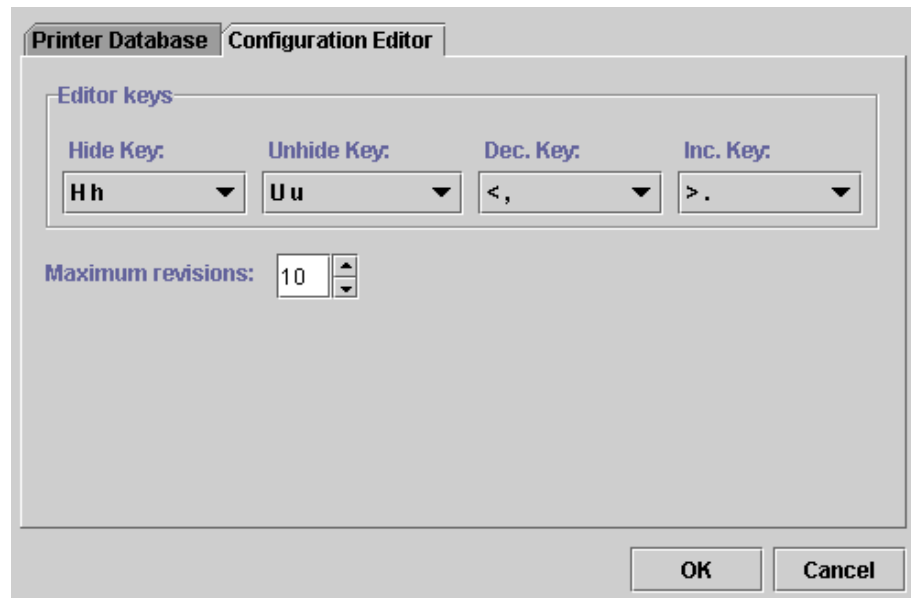 Printer Database Configuration Editor
Editor keys
Hide Key: Unhide Key: Dec. Key: Inc. Key:
H h U u < , > .
Maximum revisions: 10
OK Cancel